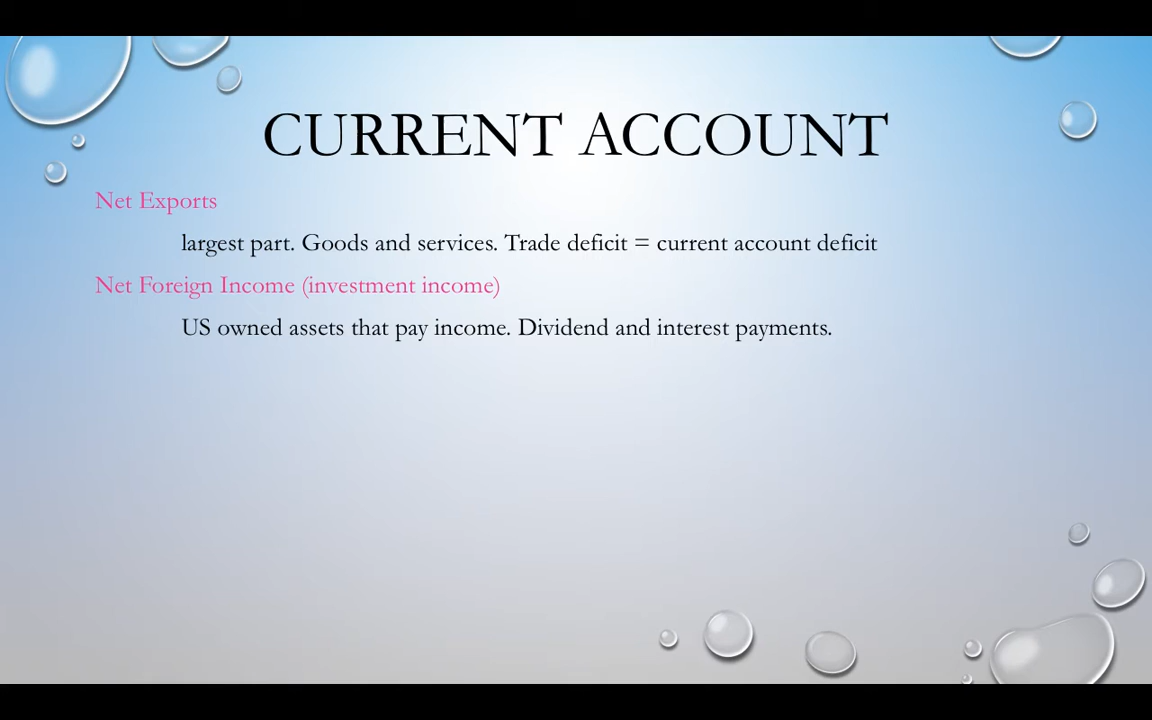 CURRENT ACCOUNT
Net Exports
largest part. Goods and services. Trade deficit = current account deficit
Net Foreign Income (investment income)
US owned assets that pay income. Dividend and interest payments.